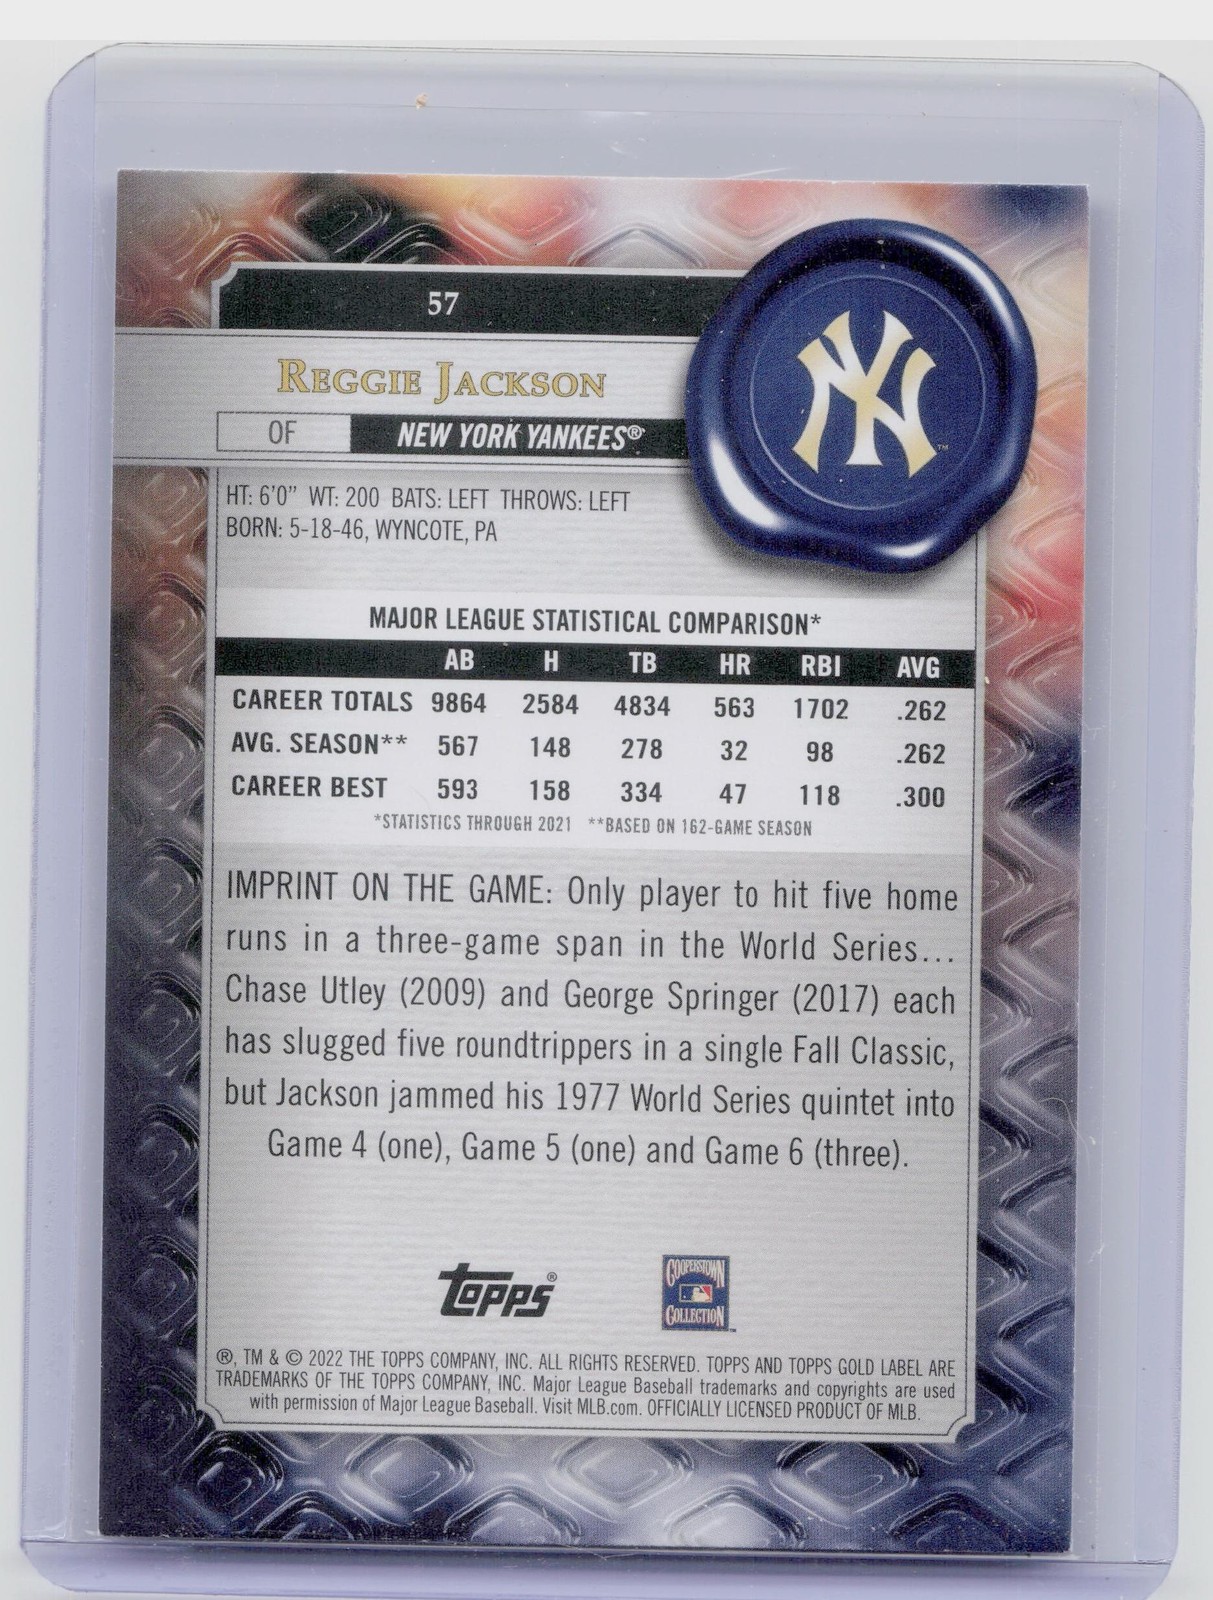 57
REGGIE JACKSON
OF NEW YORK YANKEES®
NY™
HT: 6'0" WT: 200 BATS: LEFT THROWS: LEFT
BORN: 5-18-46, WYNCOTE, PA
MAJOR LEAGUE STATISTICAL COMPARISON*
AB H TB HR RBI AVG
CAREER TOTALS 9864 2584 4834 563 1702 .262
AVG. SEASON** 567 148 278 32 98 .262
CAREER BEST 593 158 334 47 118 .300
*STATISTICS THROUGH 2021 **BASED ON 162-GAME SEASON
IMPRINT ON THE GAME: Only player to hit five home
runs in a three-game span in the World Series...
Chase Utley (2009) and George Springer (2017) each
has slugged five roundtrippers in a single Fall Classic,
but Jackson jammed his 1977 World Series quintet into
Game 4 (one), Game 5 (one) and Game 6 (three).
Topps®
COOPERSTOWN
COLLECTION
®, TM & © 2022 THE TOPPS COMPANY, INC. ALL RIGHTS RESERVED. TOPPS AND TOPPS GOLD LABEL ARE
TRADEMARKS OF THE TOPPS COMPANY, INC. Major League Baseball trademarks and copyrights are used
with permission of Major League Baseball. Visit MLB.com. OFFICIALLY LICENSED PRODUCT OF MLB.